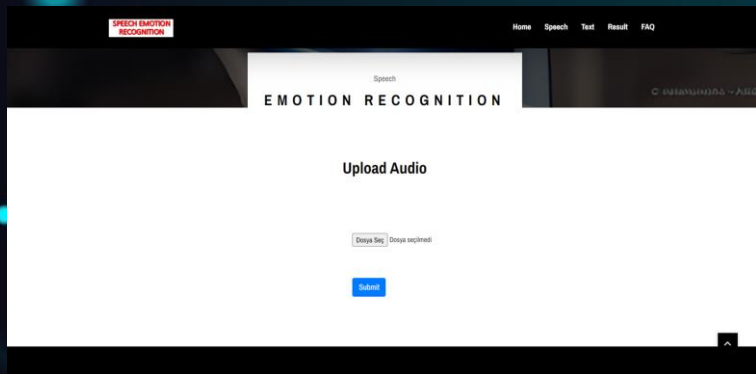 SPEECH EMOTION
RECOGNITION
Home Speech Text Result FAQ
Speech
EMOTION RECOGNITION
Upload Audio
Dosya Seç Dosya seçilmedi
Submit